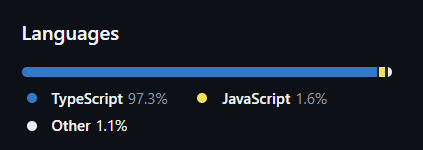 Languages
TypeScript 97.3% JavaScript 1.6%
Other 1.1%